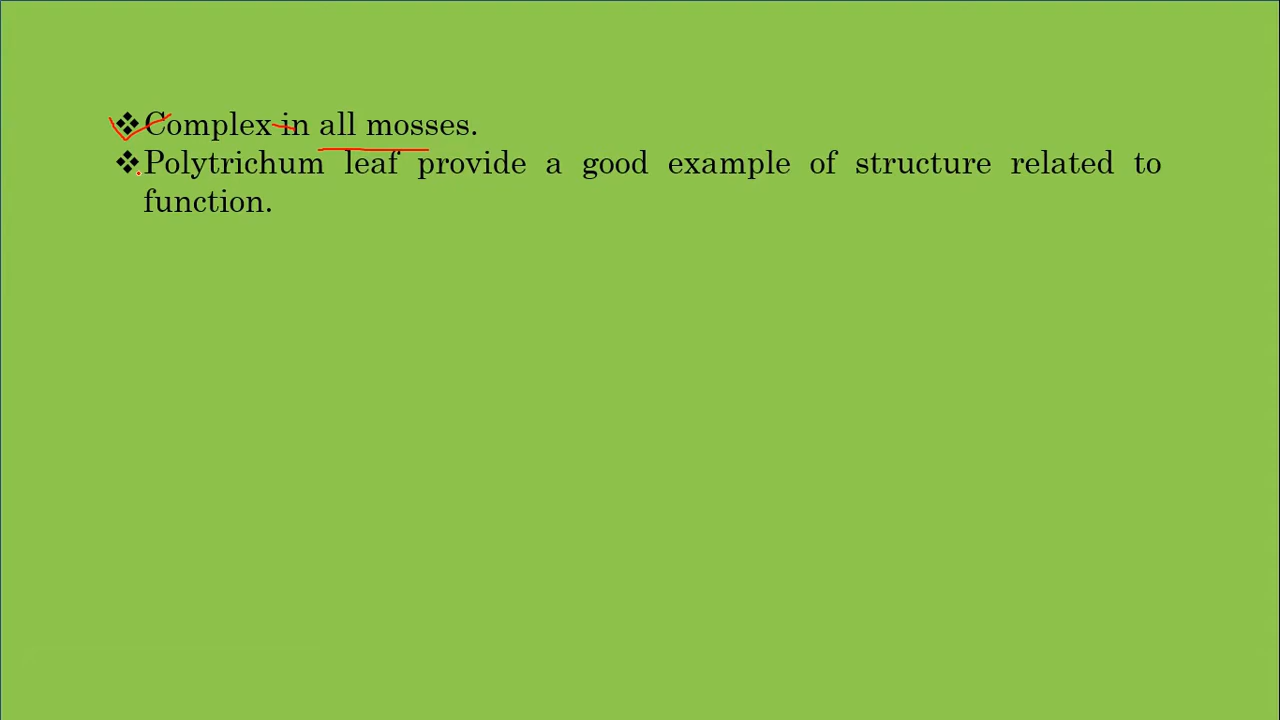 ❖Complex in all mosses.
❖Polytrichum leaf provide a good example of structure related to
function.